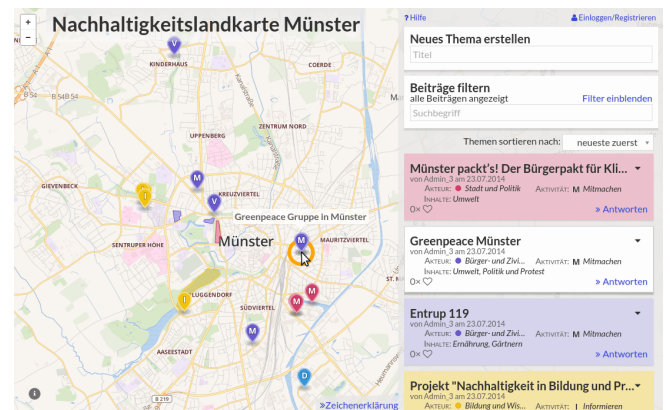 Nachhaltigkeitslandkarte Münster
+
−
V
KINDERHAUS
COERDE
B 54
B 54
Kanalstraße
UPPENBERG
ZENTRUM NORD
Kanalstraße
M
GIEVENBECK
I
V
KREUZVIERTEL
Greenpeace Gruppe in Münster
SENTRUPER HÖHE
Münster
M
MAURITZVIERTEL
I
LUGGENDORF
SÜDVIERTEL
M
M
M
AASEESTADT
D
B 219
i
»Zeichenerklärung
? Hilfe
Einloggen/Registrieren
Neues Thema erstellen
Titel
Beiträge filtern
alle Beiträgen angezeigt
Filter einblenden
Suchbegriff
Themen sortieren nach: neueste zuerst
Münster packt's! Der Bürgerpakt für Kli...
von Admin_3 am 23.07.2014
AKTEUR: Stadt und Politik AKTIVITÄT: M Mitmachen
INHALTE: Umwelt
0×
» Antworten
Greenpeace Münster
von Admin_3 am 23.07.2014
AKTEUR: Bürger- und Zivi... AKTIVITÄT: M Mitmachen
INHALTE: Umwelt, Politik und Protest
0×
» Antworten
Entrup 119
von Admin_3 am 23.07.2014
AKTEUR: Bürger- und Zivi... AKTIVITÄT: M Mitmachen
INHALTE: Ernährung, Gärtnern
0×
» Antworten
Projekt "Nachhaltigkeit in Bildung und Pr...
von Admin_3 am 23.07.2014
AKTEUR: Bildung und Wis... AKTIVITÄT: I Informieren